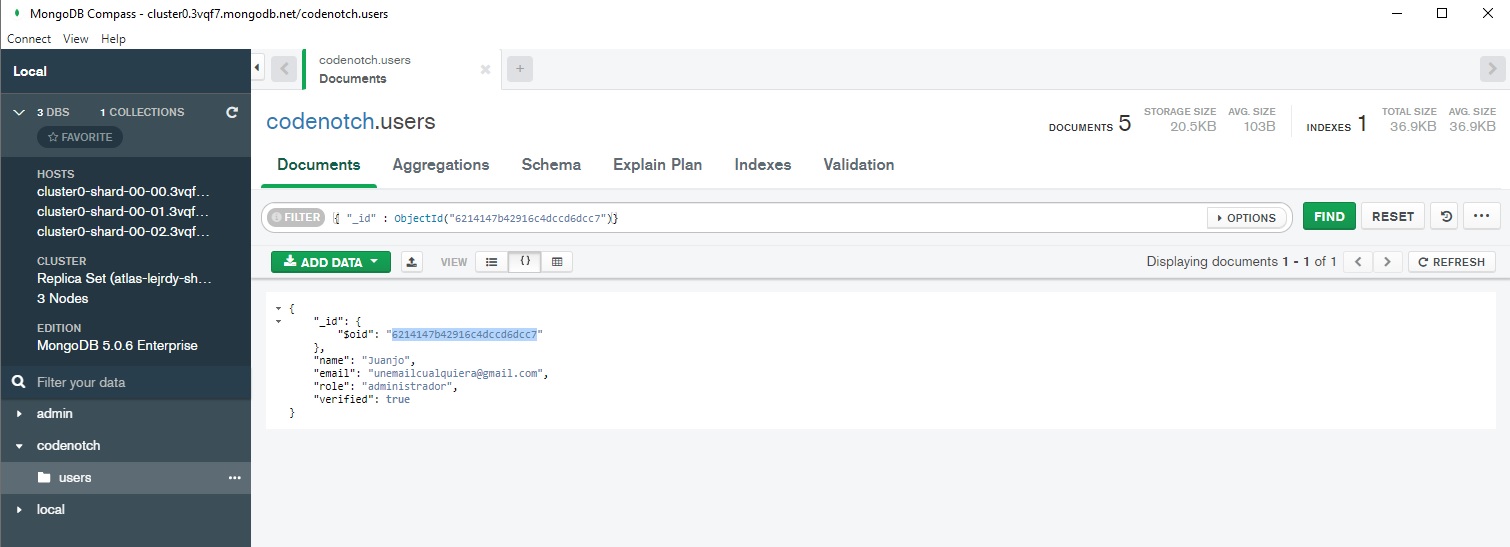 MongoDB Compass - cluster0.3vqf7.mongodb.net/codenotch.users
Connect View Help
Local
3 DBS 1 COLLECTIONS
FAVORITE
HOSTS
cluster0-shard-00-00.3vqf...
cluster0-shard-00-01.3vqf...
cluster0-shard-00-02.3vqf...
CLUSTER
Replica Set (atlas-lejrdy-sh...
3 Nodes
EDITION
MongoDB 5.0.6 Enterprise
Filter your data
admin
codenotch
users
local
codenotch.users
Documents
codenotch.users
DOCUMENTS 5
STORAGE SIZE
20.5KB
AVG. SIZE
103B
INDEXES 1
TOTAL SIZE
36.9KB
AVG. SIZE
36.9KB
Documents Aggregations Schema Explain Plan Indexes Validation
FILTER { "_id" : ObjectId("6214147b42916c4dccd6dcc7")} OPTIONS FIND RESET
ADD DATA VIEW {} Displaying documents 1 - 1 of 1 REFRESH
{
"_id": {
"$oid": "6214147b42916c4dccd6dcc7"
},
"name": "Juanjo",
"email": "unemailcualquiera@gmail.com",
"role": "administrador",
"verified": true
}